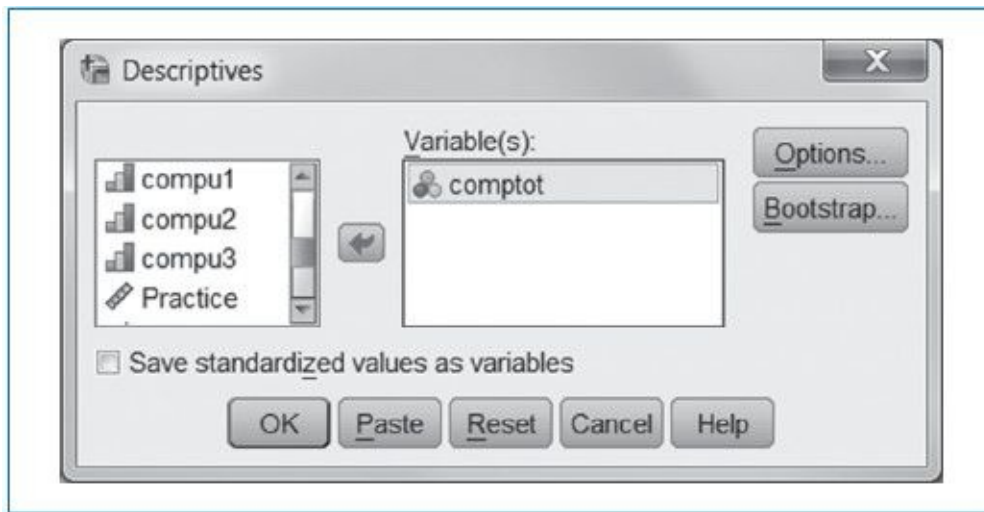 Descriptives
Variable(s):
compu1
compu2
compu3
Practice
comptot
Options...
Bootstrap...
Save standardized values as variables
OK
Paste
Reset
Cancel
Help